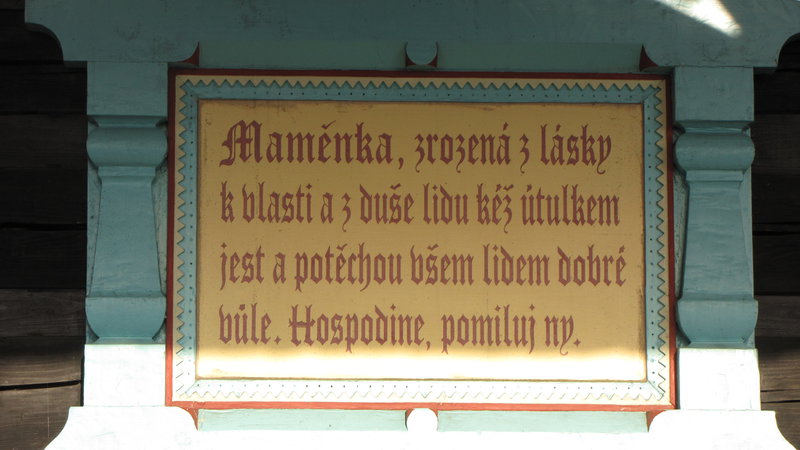 Maměnka, zrozená z lásky
k vlasti a z duše lidu kéž útulkem
jest a potěchou všem lidem dobré
vůle. Hospodine, pomiluj ny.